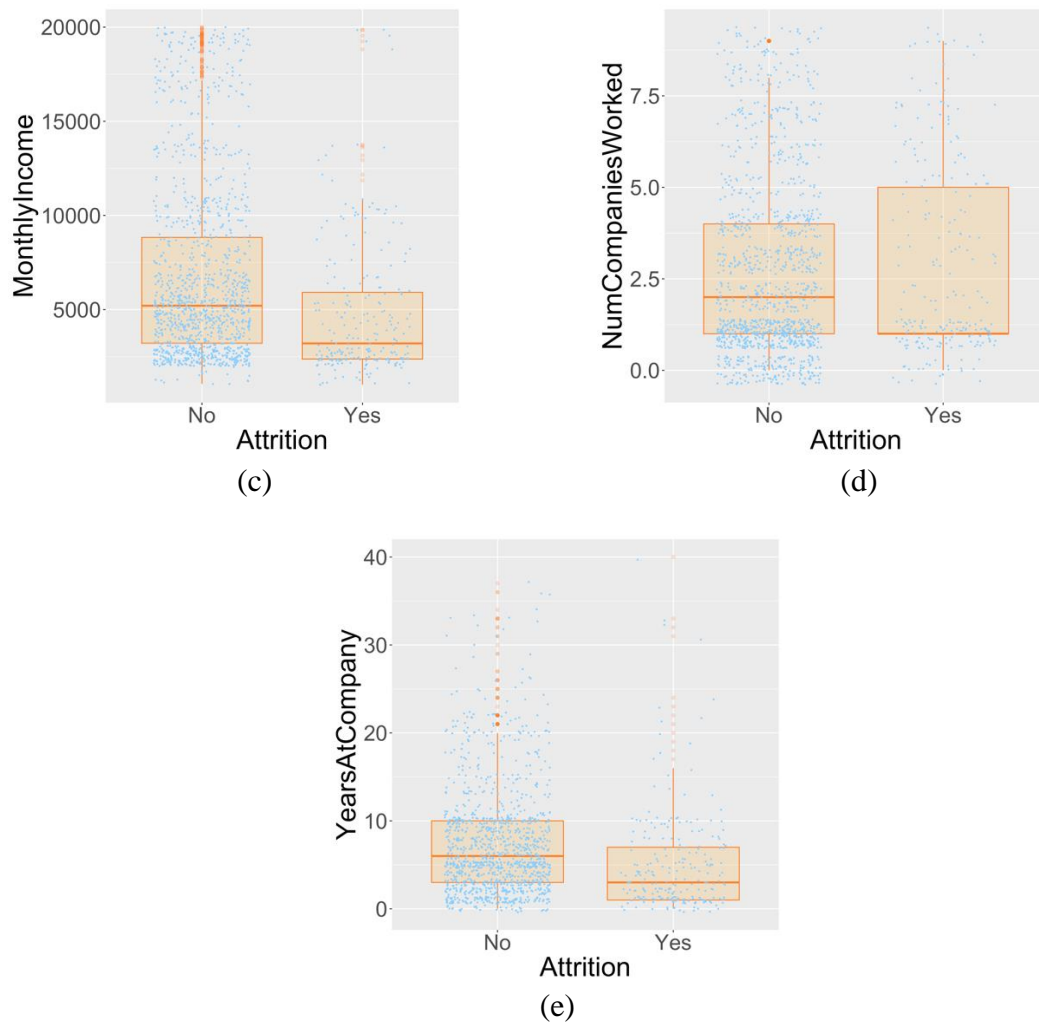 20000
15000
10000
5000
MonthlyIncome
No Yes
Attrition
(c)
7.5
5.0
2.5
0.0
NumCompaniesWorked
No Yes
Attrition
(d)
40
30
20
10
0
YearsAtCompany
No Yes
Attrition
(e)